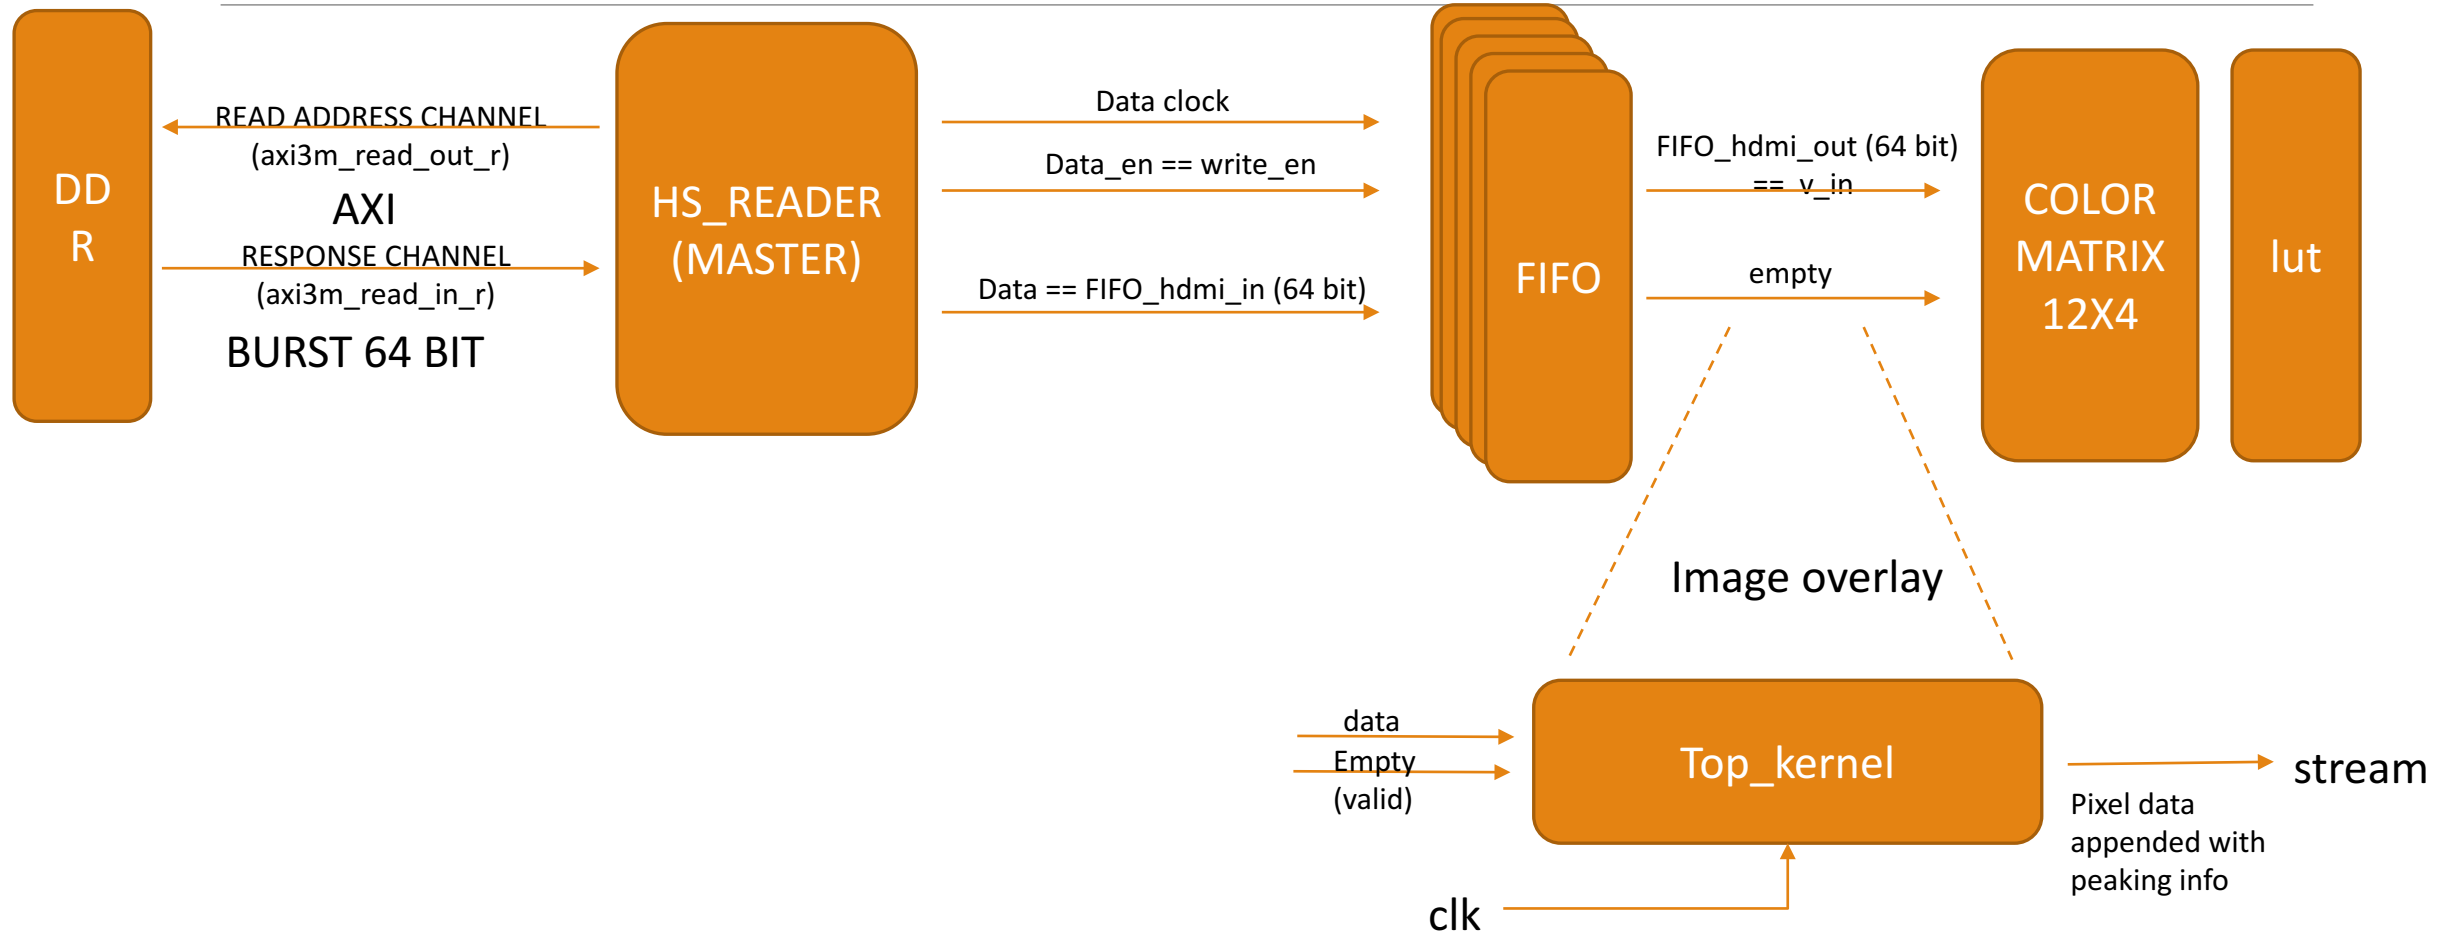 DD
R
READ ADDRESS CHANNEL
(axi3m_read_out_r)
AXI
RESPONSE CHANNEL
(axi3m_read_in_r)
BURST 64 BIT
HS_READER
(MASTER)
Data clock
Data_en == write_en
Data == FIFO_hdmi_in (64 bit)
FIFO
FIFO_hdmi_out (64 bit)
== v_in
empty
COLOR
MATRIX
12X4
lut
Image overlay
data
Empty
(valid)
Top_kernel
clk
stream
Pixel data
appended with
peaking info